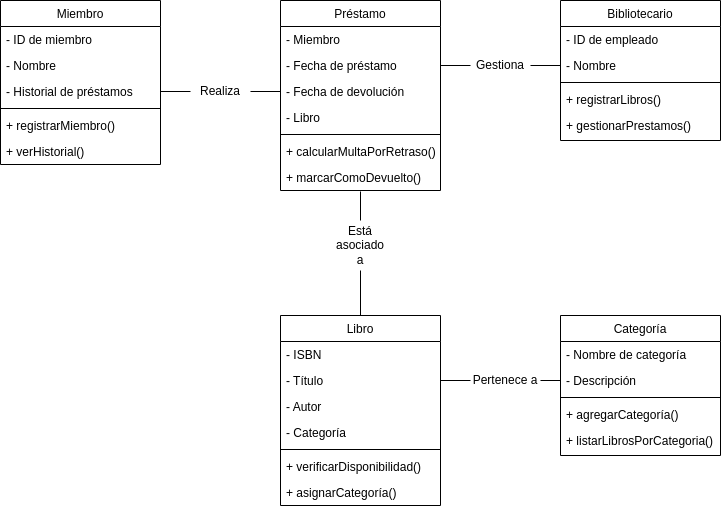 Miembro
- ID de miembro
- Nombre
- Historial de préstamos
+ registrarMiembro()
+ verHistorial()
Realiza
Préstamo
- Miembro
- Fecha de préstamo
- Fecha de devolución
- Libro
+ calcularMultaPorRetraso()
+ marcarComoDevuelto()
Gestiona
Bibliotecario
- ID de empleado
- Nombre
+ registrarLibros()
+ gestionarPrestamos()
Está
asociado
a
Libro
- ISBN
- Título
- Autor
- Categoría
+ verificarDisponibilidad()
+ asignarCategoría()
Pertenece a
Categoría
- Nombre de categoría
- Descripción
+ agregarCategoría()
+ listarLibrosPorCategoria()